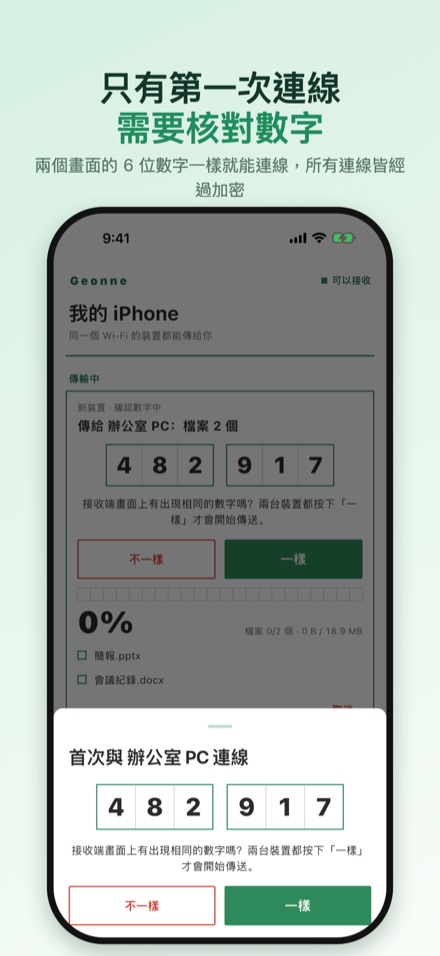 只有第一次連線
需要核對數字
兩個畫面的 6 位數字一樣就能連線，所有連線皆經
過加密
9:41
Geonne
可以接收
我的 iPhone
同一個 Wi-Fi 的裝置都能傳給你
傳輸中
新裝置 · 確認數字中
傳給 辦公室 PC：檔案 2 個
4 8 2 9 1 7
接收端畫面上有出現相同的數字嗎？兩台裝置都按下「一
樣」才會開始傳送。
不一樣
一樣
0%
檔案 0/2 個 · 0 B / 18.9 MB
簡報.pptx
會議紀錄.docx
首次與 辦公室 PC 連線
4 8 2 9 1 7
接收端畫面上有出現相同的數字嗎？兩台裝置都按下「一樣」
才會開始傳送。
不一樣
一樣